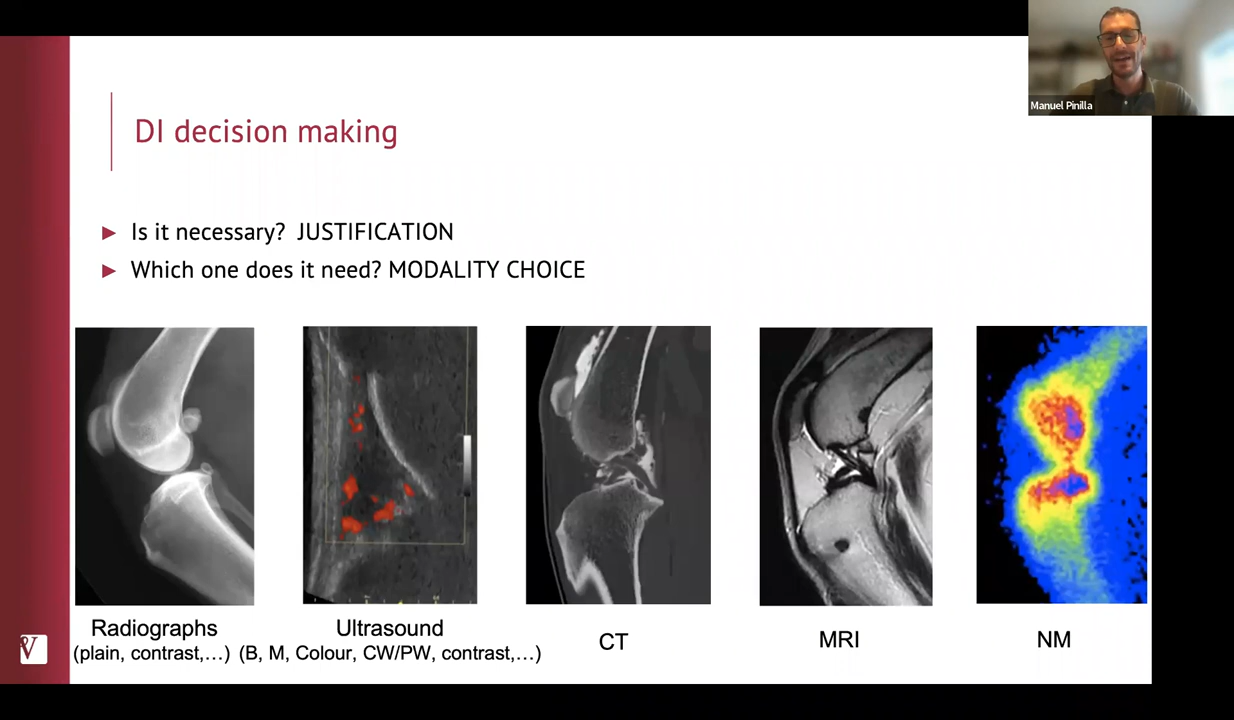 Manuel Pinilla
DI decision making
Is it necessary? JUSTIFICATION
Which one does it need? MODALITY CHOICE
Radiographs
(plain, contrast,...)
Ultrasound
(B, M, Colour, CW/PW, contrast,...)
CT
MRI
NM
V